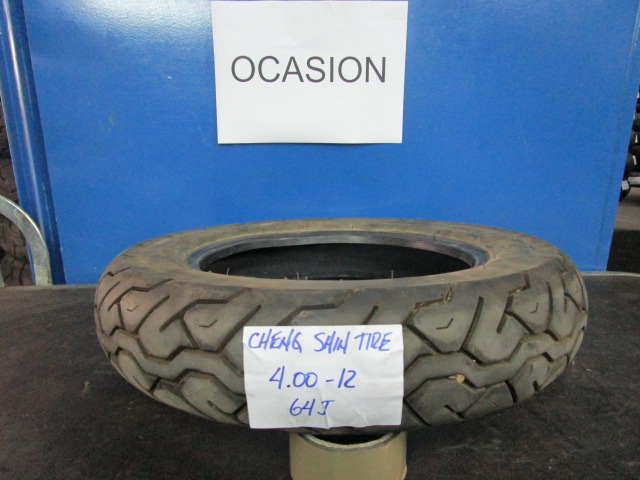 OCASION
CHENG SHIN TIRE
4.00-12
64J